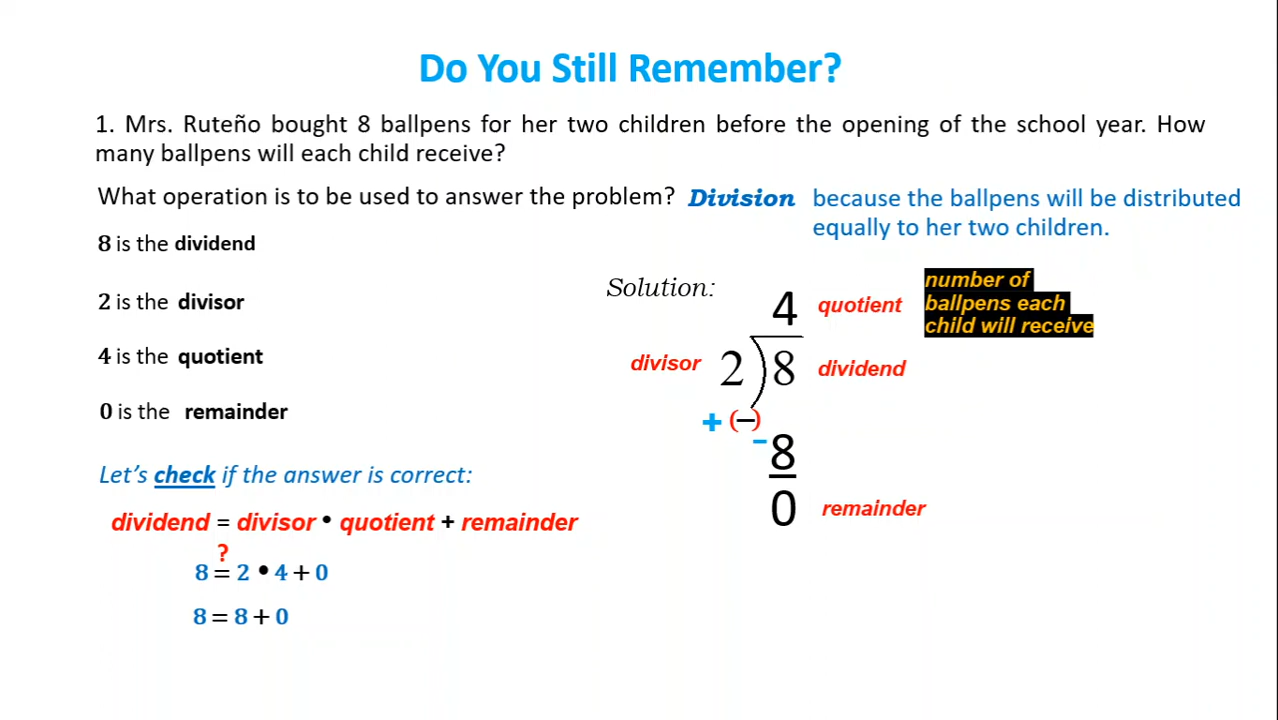 Do You Still Remember?
1. Mrs. Ruteño bought 8 ballpens for her two children before the opening of the school year. How
many ballpens will each child receive?
What operation is to be used to answer the problem? Division because the ballpens will be distributed
equally to her two children.
8 is the dividend
2 is the divisor
4 is the quotient
0 is the remainder
Solution:
4 quotient
number of
ballpens each
child will receive
divisor 2 ) 8 dividend
+ (−)
- 8
0 remainder
Let's check if the answer is correct:
dividend = divisor • quotient + remainder
?
8 = 2 • 4 + 0
8 = 8 + 0